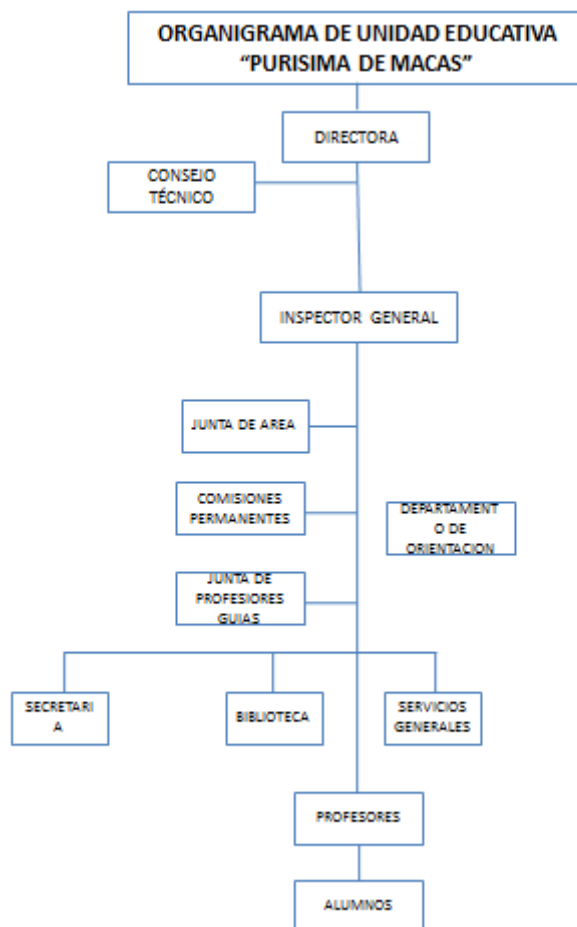 ORGANIGRAMA DE UNIDAD EDUCATIVA
“PURISIMA DE MACAS”
DIRECTORA
CONSEJO
TÉCNICO
INSPECTOR GENERAL
JUNTA DE AREA
COMISIONES
PERMANENTES
DEPARTAMENT
O DE
ORIENTACION
JUNTA DE
PROFESIORES
GUIAS
SECRETARI
A
BIBLIOTECA
SERVICIOS
GENERALES
PROFESORES
ALUMNOS